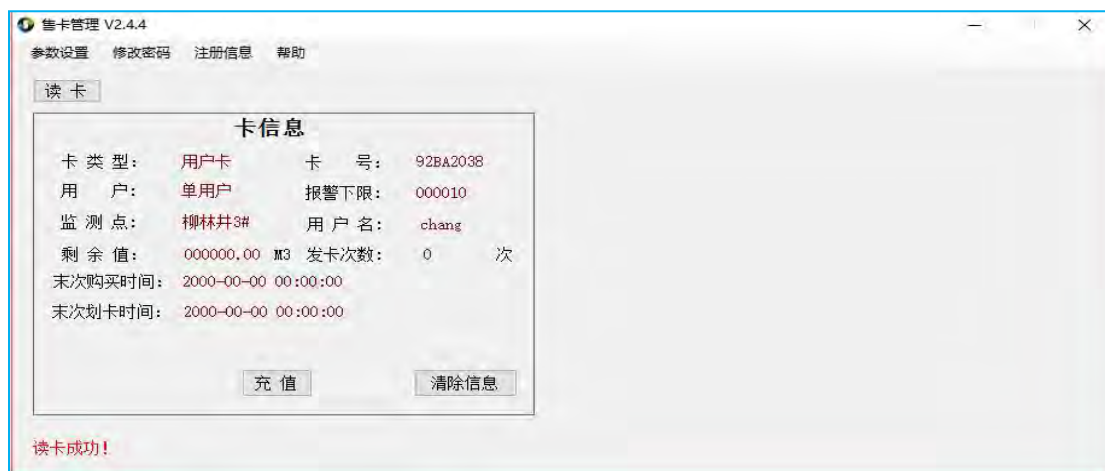 售卡管理 V2.4.4
参数设置 修改密码 注册信息 帮助
读 卡
卡信息
卡 类 型： 用户卡 卡 号： 92BA2038
用 户： 单用户 报警下限： 000010
监 测 点： 柳林井3# 用 户 名： chang
剩 余 值： 000000.00 M3 发卡次数： 0 次
末次购买时间： 2000-00-00 00:00:00
末次划卡时间： 2000-00-00 00:00:00
充 值 清除信息
读卡成功！